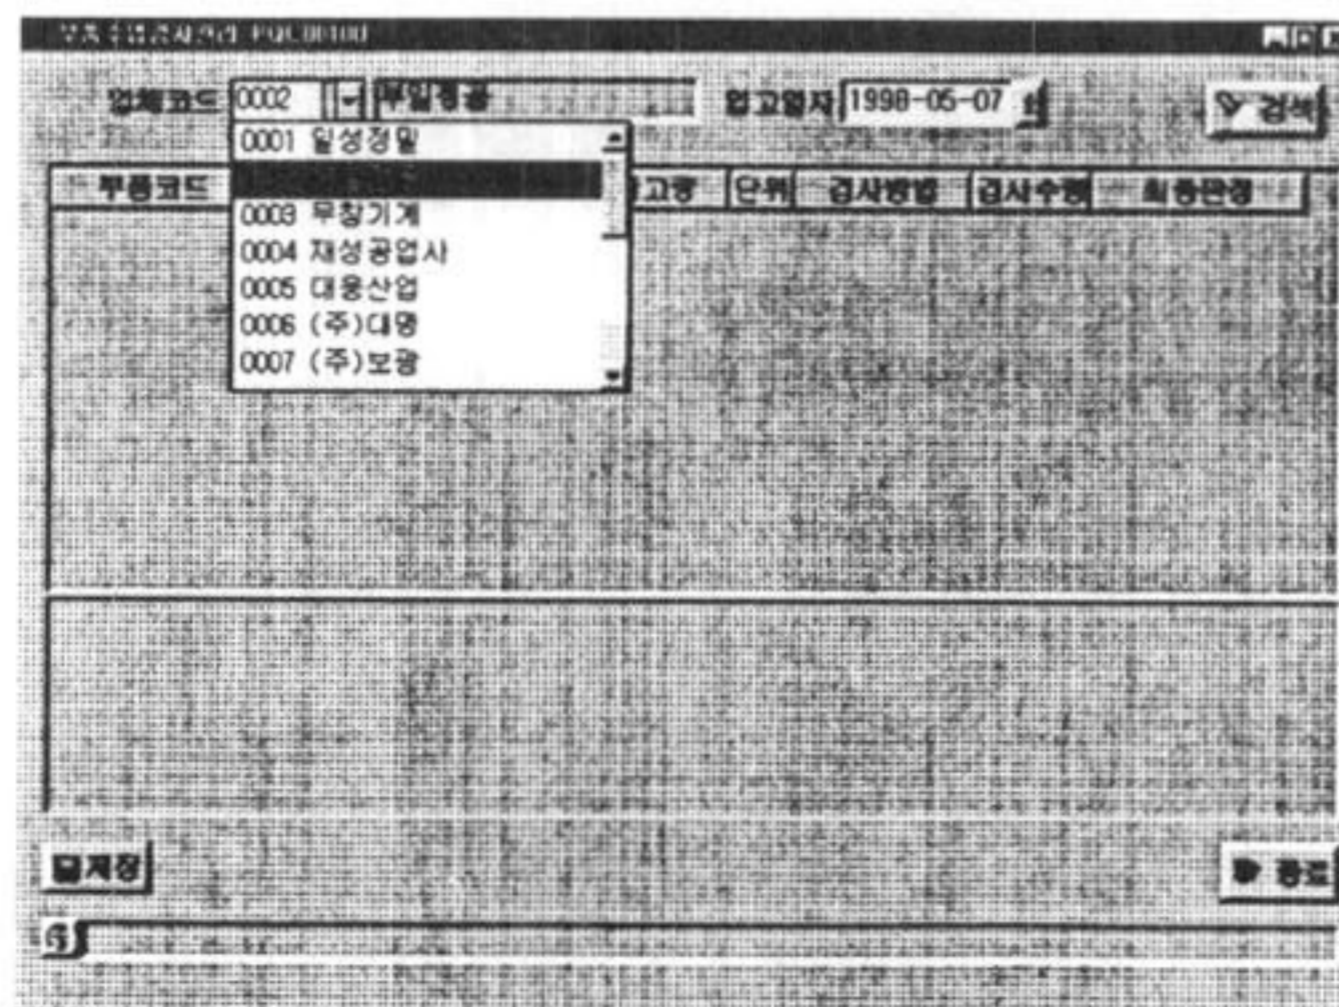 업체코드 0002 부일정공 입고일자 1998-05-07 검색
0001 일성정밀
부품코드 고량 단위 검사방법 검사수량 최종판정
0003 무창기계
0004 재성공업사
0005 대웅산업
0006 (주)대명
0007 (주)보광
저장 종료